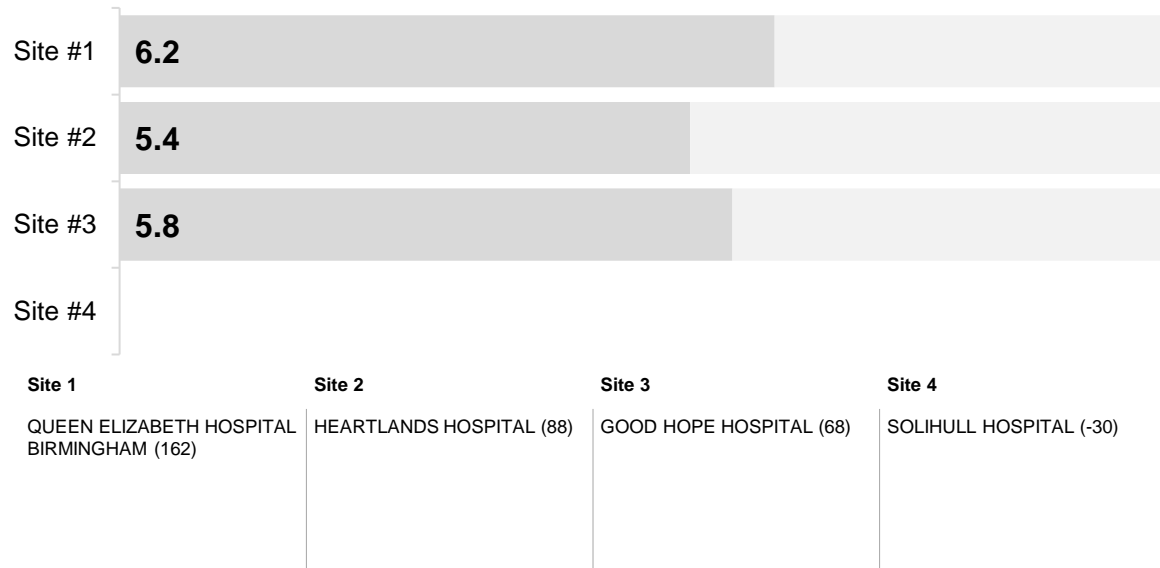 Site #1 6.2
Site #2 5.4
Site #3 5.8
Site #4
Site 1
QUEEN ELIZABETH HOSPITAL
BIRMINGHAM (162)
Site 2
HEARTLANDS HOSPITAL (88)
Site 3
GOOD HOPE HOSPITAL (68)
Site 4
SOLIHULL HOSPITAL (-30)